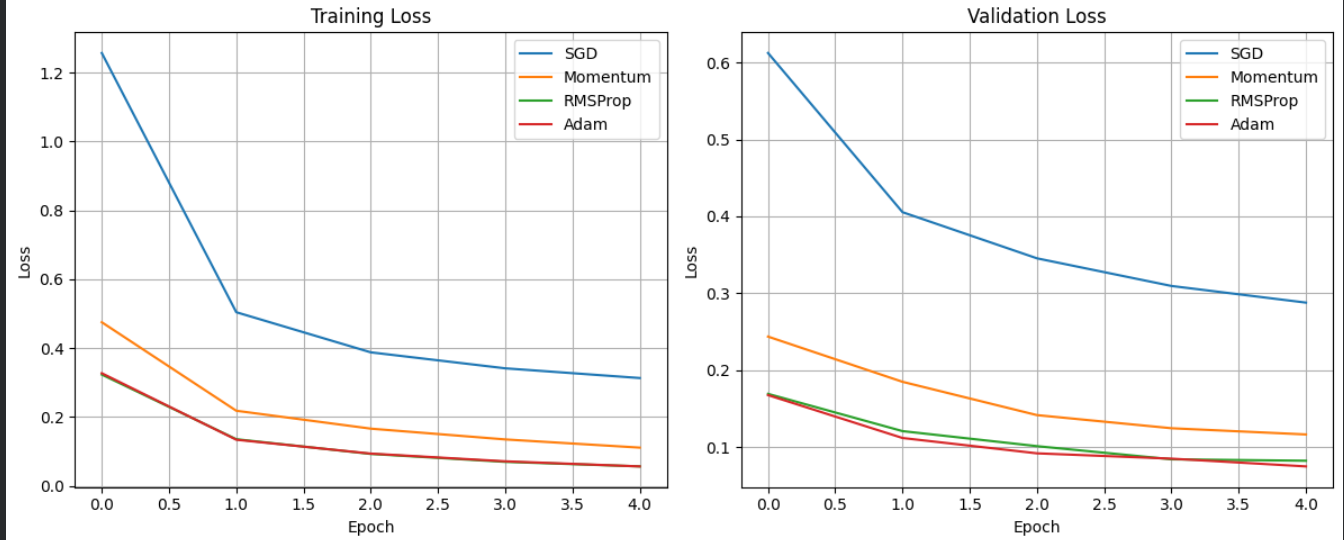 Training Loss
Loss
1.2
1.0
0.8
0.6
0.4
0.2
0.0
SGD
Momentum
RMSProp
Adam
0.0 0.5 1.0 1.5 2.0 2.5 3.0 3.5 4.0
Epoch
Validation Loss
Loss
0.6
0.5
0.4
0.3
0.2
0.1
SGD
Momentum
RMSProp
Adam
0.0 0.5 1.0 1.5 2.0 2.5 3.0 3.5 4.0
Epoch